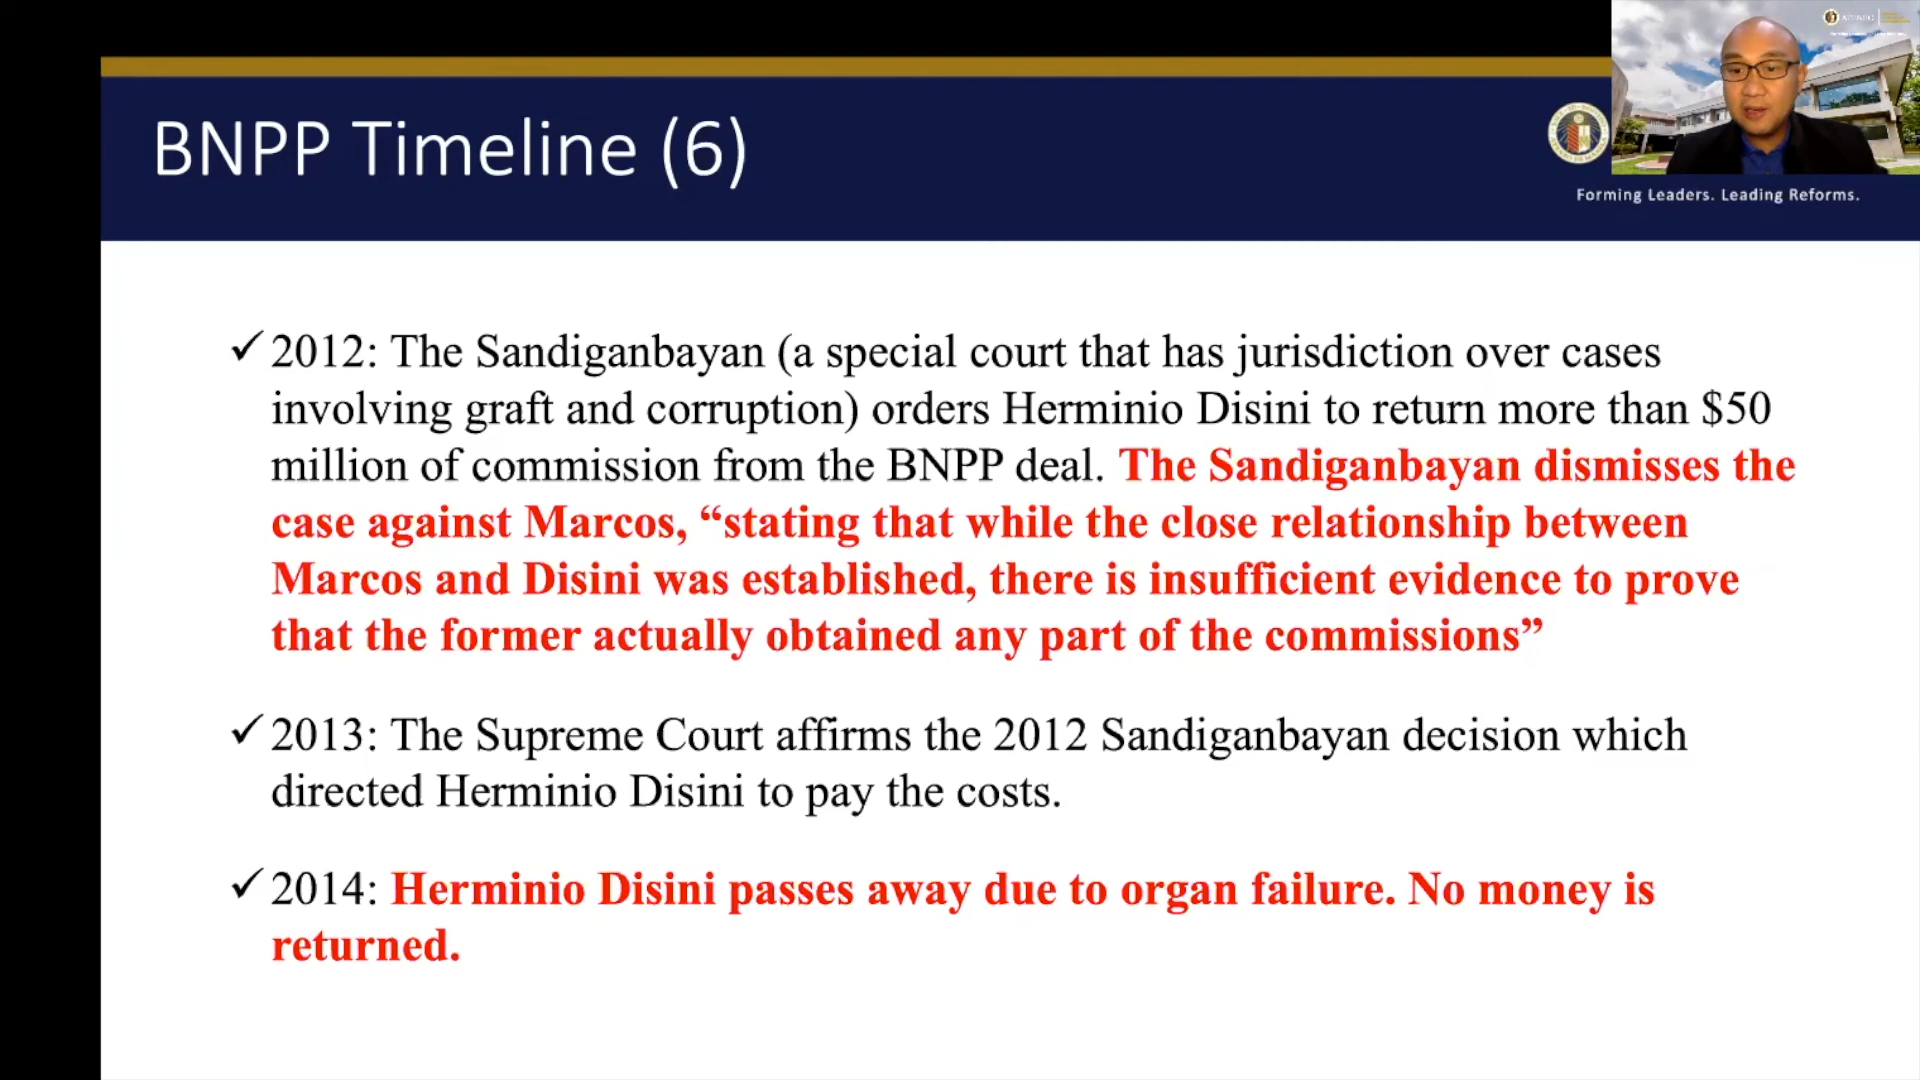 BNPP Timeline (6)
ATENEO
Forming Leaders. Leading Reforms.
✓ 2012: The Sandiganbayan (a special court that has jurisdiction over cases
involving graft and corruption) orders Herminio Disini to return more than $50
million of commission from the BNPP deal. The Sandiganbayan dismisses the
case against Marcos, “stating that while the close relationship between
Marcos and Disini was established, there is insufficient evidence to prove
that the former actually obtained any part of the commissions”
✓ 2013: The Supreme Court affirms the 2012 Sandiganbayan decision which
directed Herminio Disini to pay the costs.
✓ 2014: Herminio Disini passes away due to organ failure. No money is
returned.